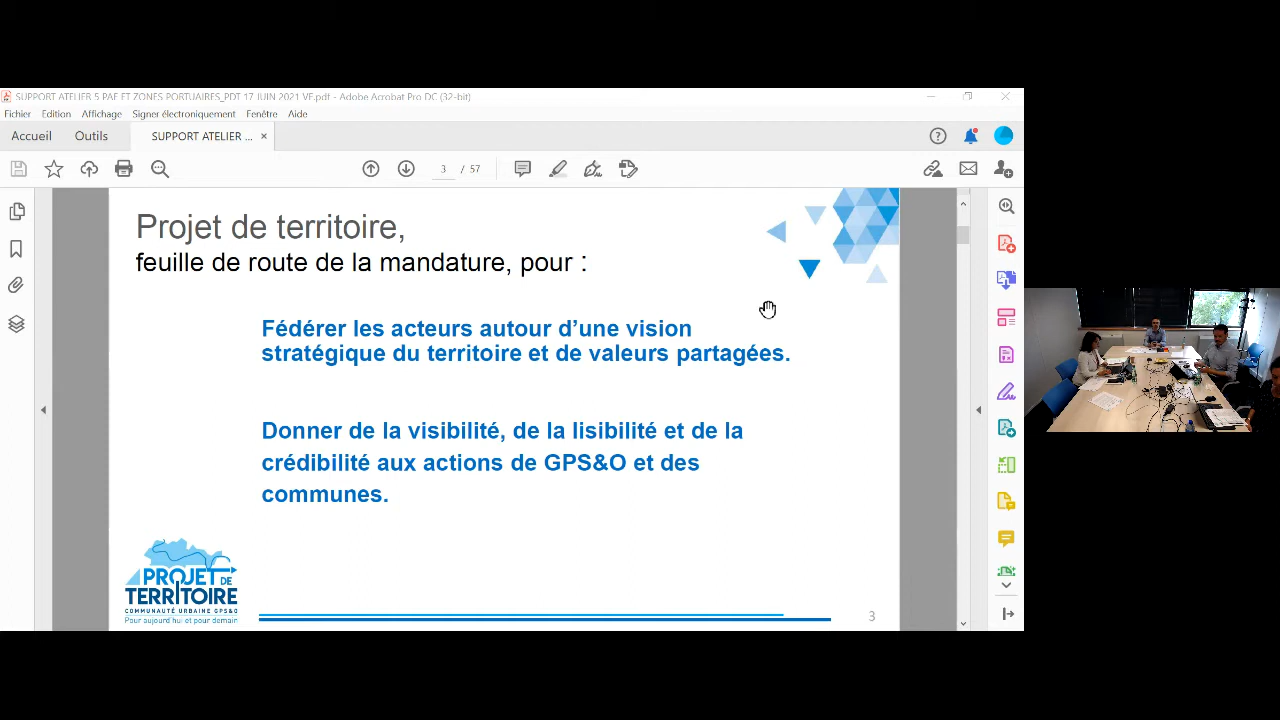 SUPPORT ATELIER 5 PAE ET ZONES PORTUAIRES_PDT 17 JUIN 2021 VF.pdf - Adobe Acrobat Pro DC (32-bit)
Fichier Edition Affichage Signer électroniquement Fenêtre Aide
Accueil Outils SUPPORT ATELIER ... ×
3 / 57
Projet de territoire,
feuille de route de la mandature, pour :
Fédérer les acteurs autour d’une vision
stratégique du territoire et de valeurs partagées.
Donner de la visibilité, de la lisibilité et de la
crédibilité aux actions de GPS&O et des
communes.
PROJET DE
TERRITOIRE
COMMUNAUTÉ URBAINE GPS&O
Pour aujourd'hui et pour demain
3